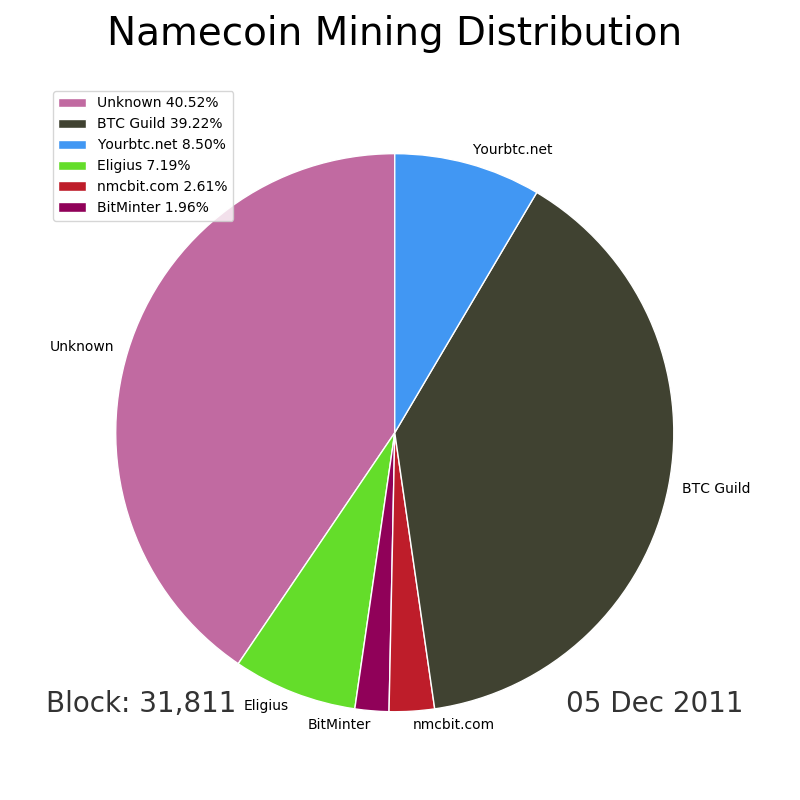 Namecoin Mining Distribution
Unknown 40.52%
BTC Guild 39.22%
Yourbtc.net 8.50%
Eligius 7.19%
nmcbit.com 2.61%
BitMinter 1.96%
Yourbtc.net
Unknown
BTC Guild
Block: 31,811
Eligius
05 Dec 2011
BitMinter
nmcbit.com